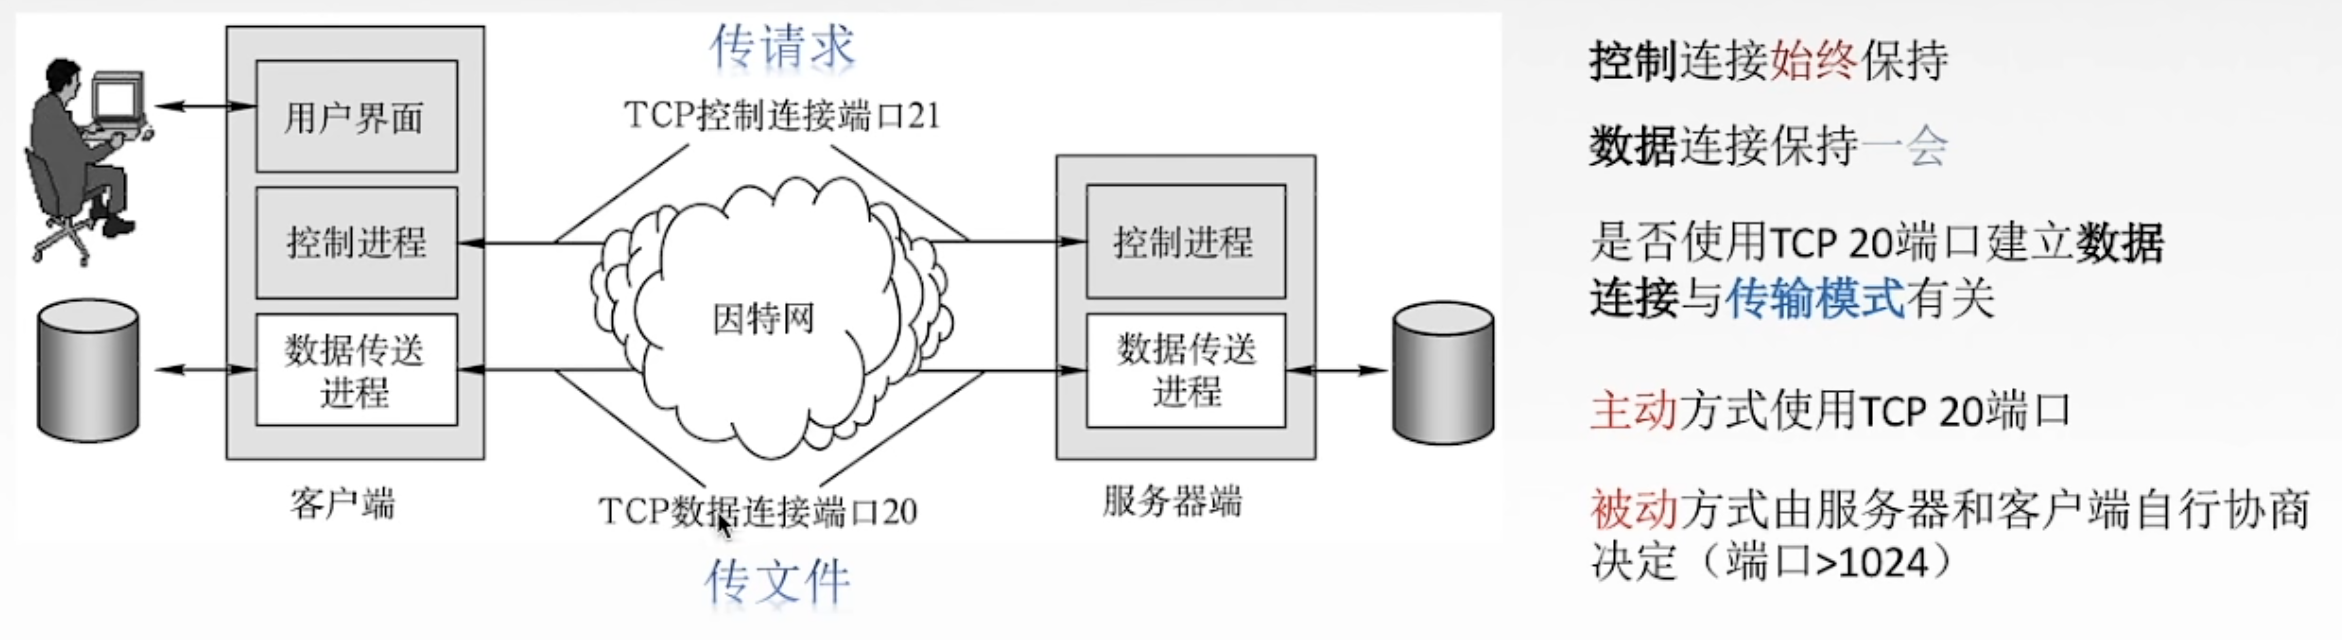 传请求
TCP控制连接端口21
用户界面
控制进程
数据传送
进程
客户端
因特网
控制进程
数据传送
进程
服务器端
TCP数据连接端口20
传文件
控制连接始终保持
数据连接保持一会
是否使用TCP 20端口建立数据
连接与传输模式有关
主动方式使用TCP 20端口
被动方式由服务器和客户端自行协商
决定（端口>1024）